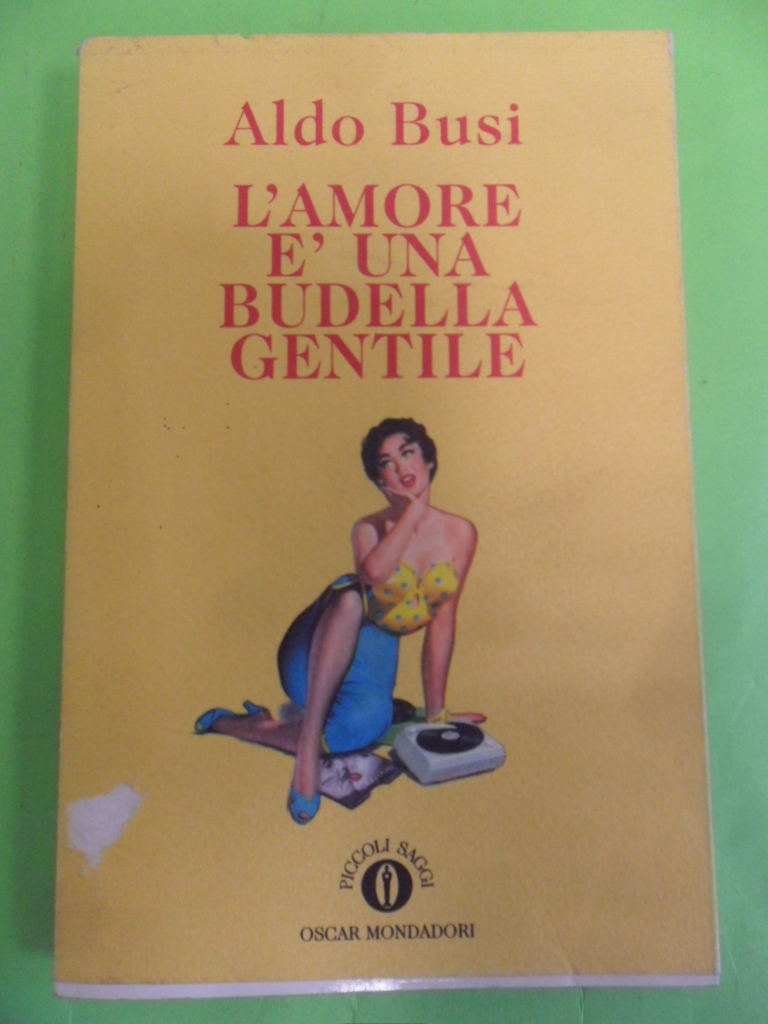 Aldo Busi
L'AMORE
E' UNA
BUDELLA
GENTILE
PICCOLI SAGGI
OSCAR MONDADORI